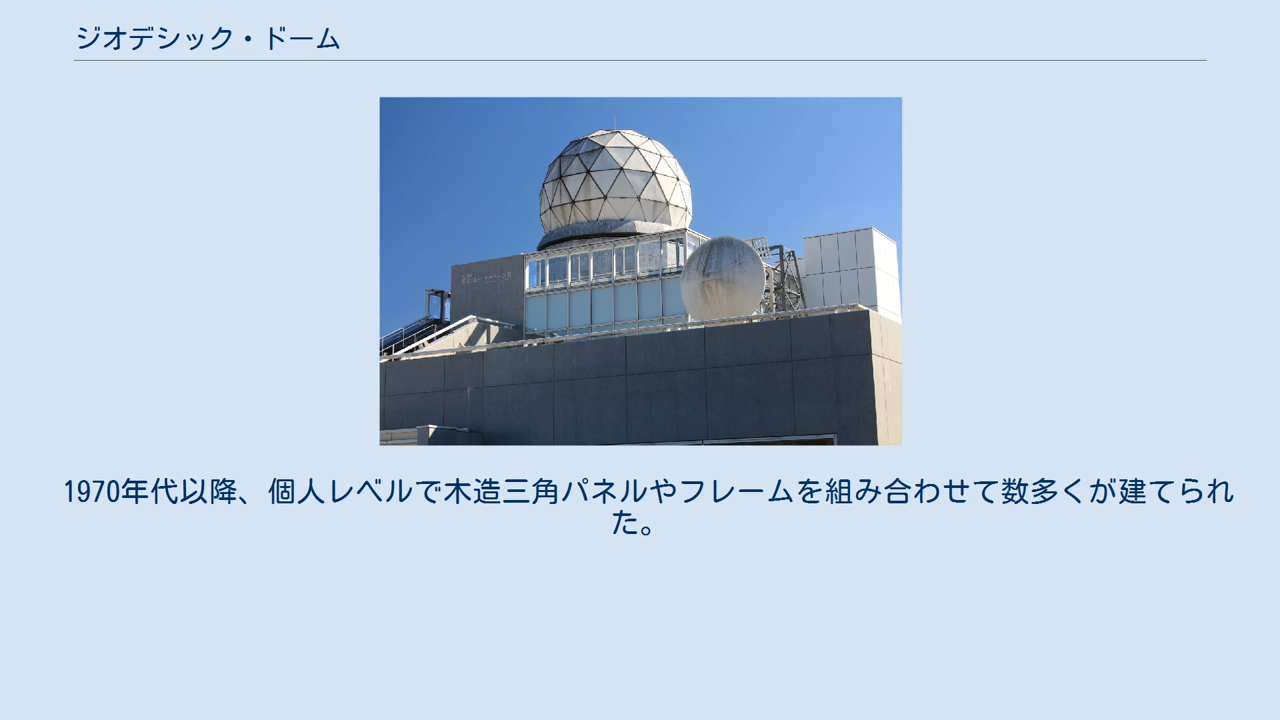 ジオデシック・ドーム
1970年代以降、個人レベルで木造三角パネルやフレームを組み合わせて数多くが建てられ
た。